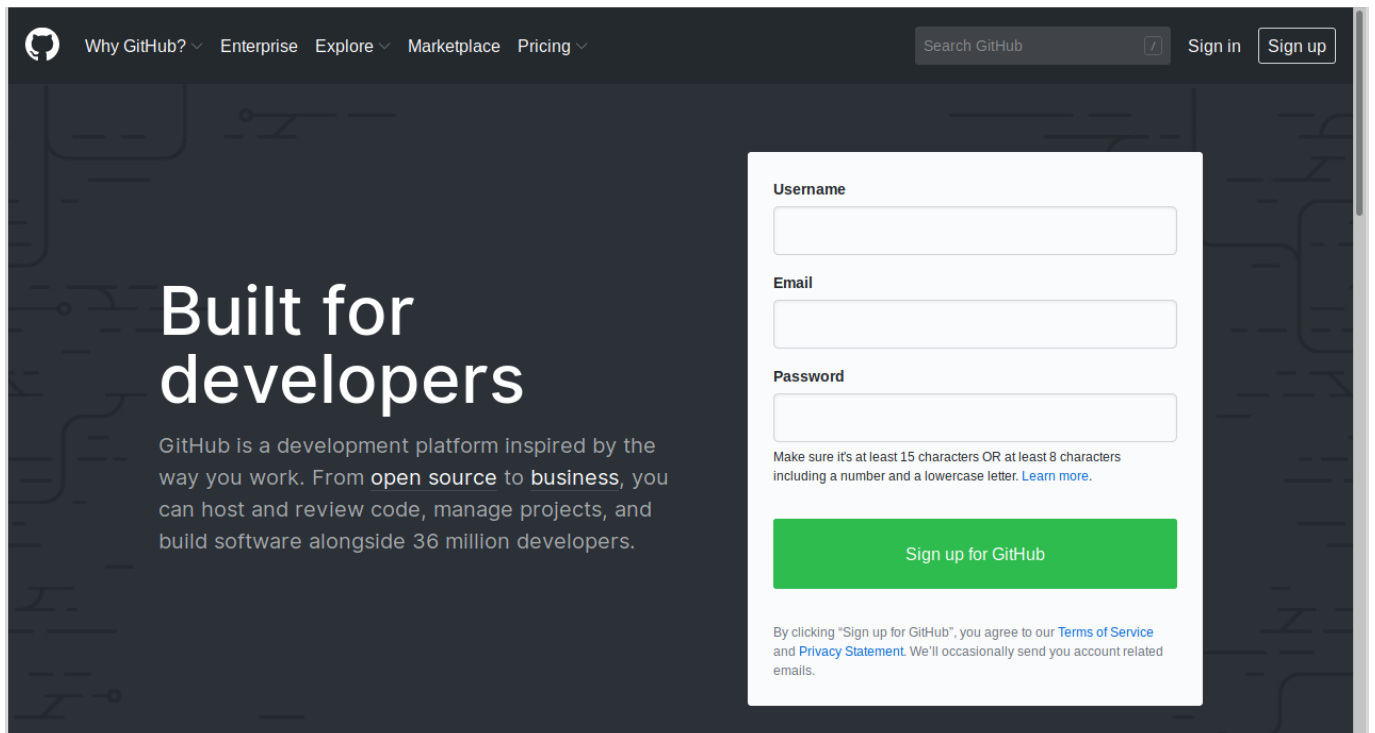 Why GitHub? Enterprise Explore Marketplace Pricing
Search GitHub / Sign in Sign up
Built for
developers
GitHub is a development platform inspired by the
way you work. From open source to business, you
can host and review code, manage projects, and
build software alongside 36 million developers.
Username
Email
Password
Make sure it's at least 15 characters OR at least 8 characters
including a number and a lowercase letter. Learn more.
Sign up for GitHub
By clicking “Sign up for GitHub”, you agree to our Terms of Service
and Privacy Statement. We’ll occasionally send you account related
emails.